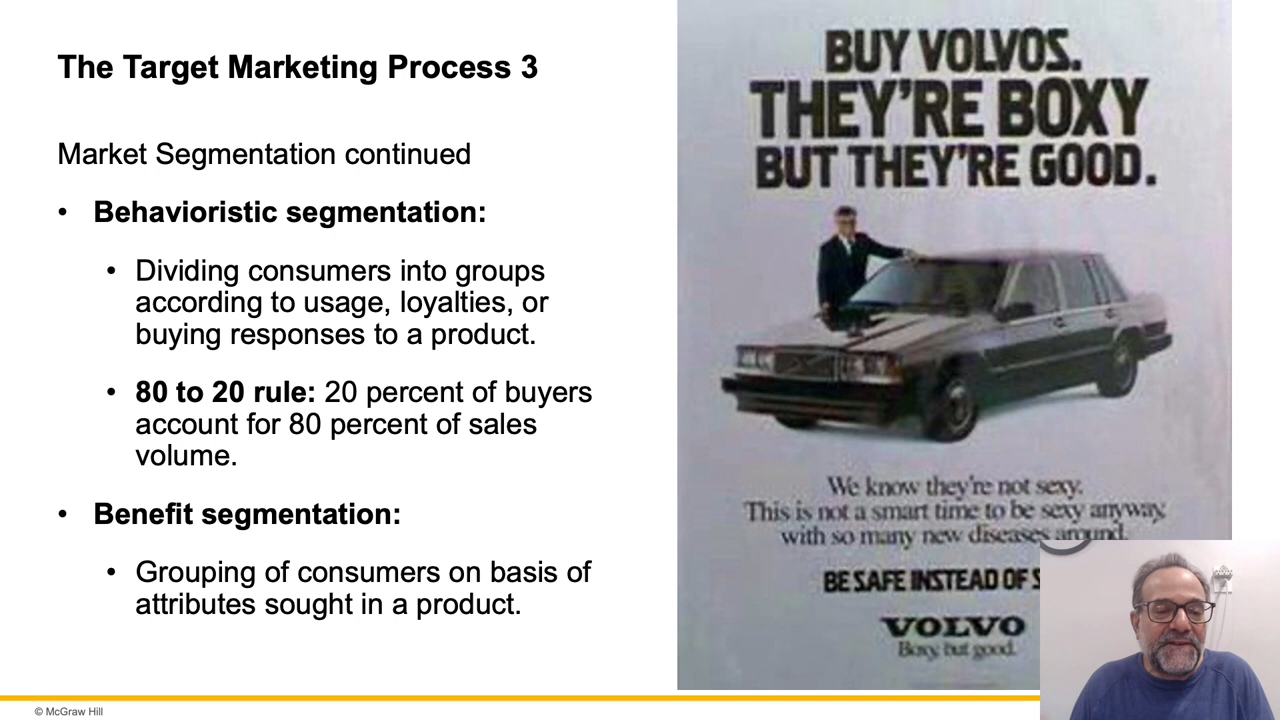 The Target Marketing Process 3
Market Segmentation continued
• Behavioristic segmentation:
• Dividing consumers into groups
according to usage, loyalties, or
buying responses to a product.
• 80 to 20 rule: 20 percent of buyers
account for 80 percent of sales
volume.
• Benefit segmentation:
• Grouping of consumers on basis of
attributes sought in a product.
© McGraw Hill
BUY VOLVOS.
THEY'RE BOXY
BUT THEY'RE GOOD.
We know they're not sexy.
This is not a smart time to be sexy anyway,
with so many new diseases around.
BE SAFE INSTEAD OF
VOLVO
Boxy, but good.